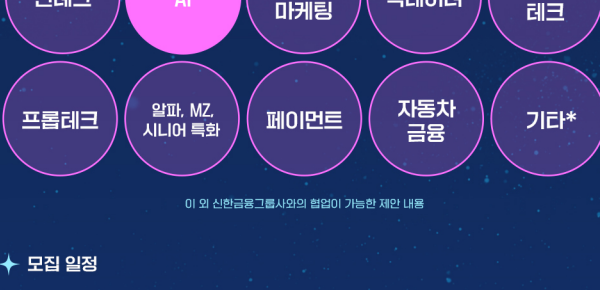 AI
마케팅
테크
프롭테크
알파, MZ,
시니어 특화
페이먼트
자동차
금융
기타*
이 외 신한금융그룹사와의 협업이 가능한 제안 내용
모집 일정